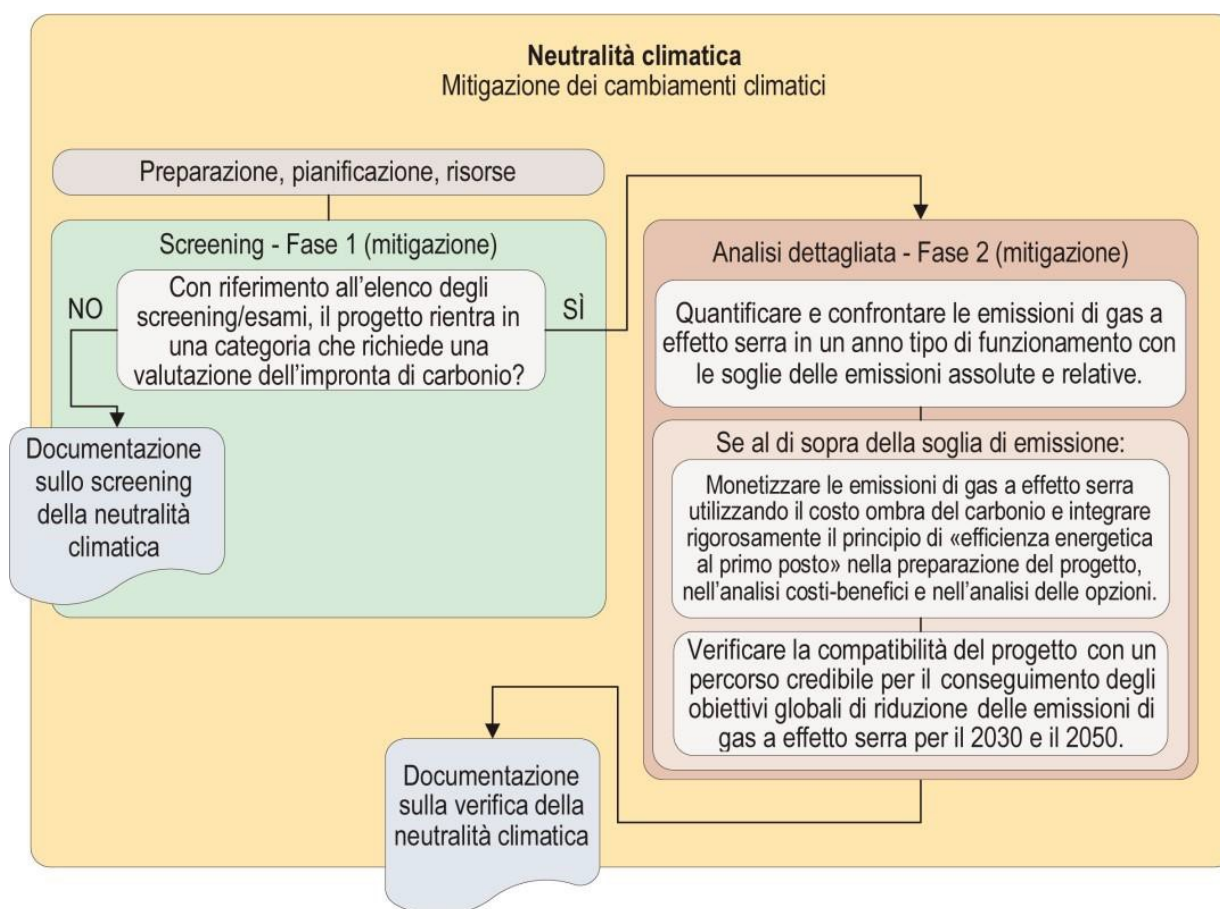 Neutralità climatica
Mitigazione dei cambiamenti climatici
Preparazione, pianificazione, risorse
Screening - Fase 1 (mitigazione)
NO
Con riferimento all'elenco degli
screening/esami, il progetto rientra in
una categoria che richiede una
valutazione dell'impronta di carbonio?
SÌ
Documentazione
sullo screening
della neutralità
climatica
Analisi dettagliata - Fase 2 (mitigazione)
Quantificare e confrontare le emissioni di gas a
effetto serra in un anno tipo di funzionamento con
le soglie delle emissioni assolute e relative.
Se al di sopra della soglia di emissione:
Monetizzare le emissioni di gas a effetto serra
utilizzando il costo ombra del carbonio e integrare
rigorosamente il principio di «efficienza energetica
al primo posto» nella preparazione del progetto,
nell'analisi costi-benefici e nell'analisi delle opzioni.
Verificare la compatibilità del progetto con un
percorso credibile per il conseguimento degli
obiettivi globali di riduzione delle emissioni di
gas a effetto serra per il 2030 e il 2050.
Documentazione
sulla verifica della
neutralità climatica